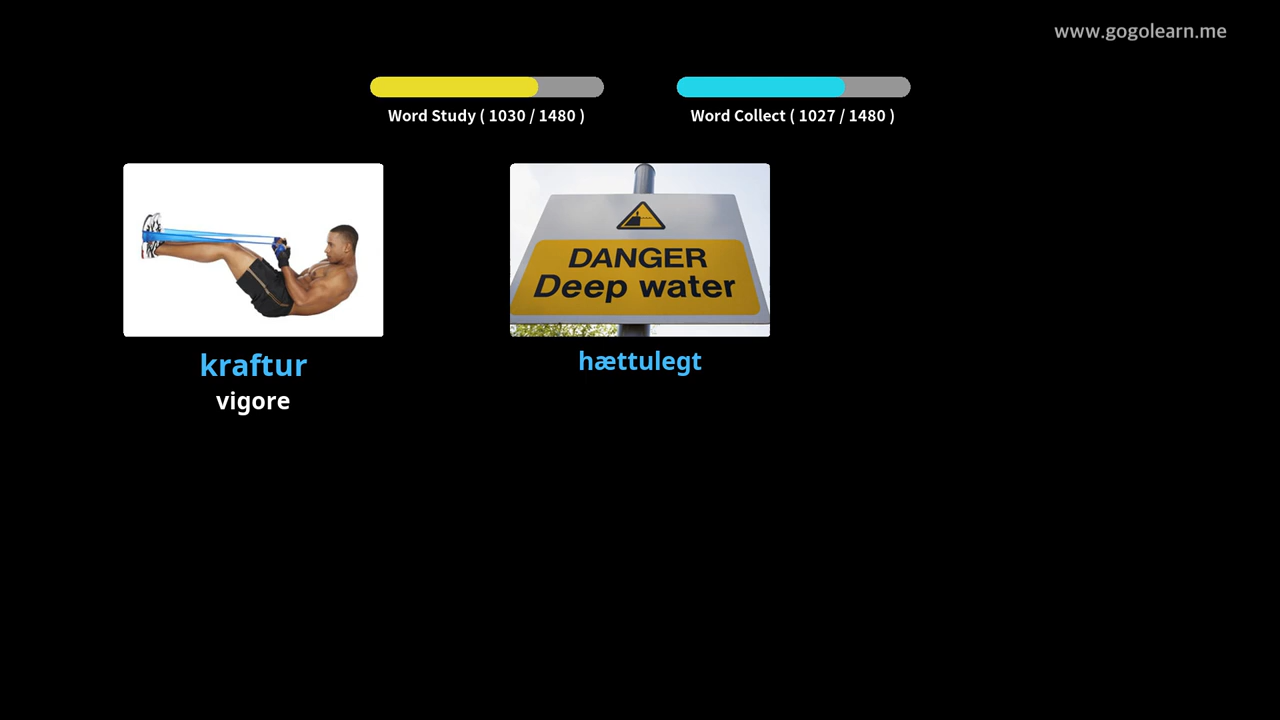 www.gogolearn.me
Word Study ( 1030 / 1480 )
Word Collect ( 1027 / 1480 )
DANGER
Deep water
kraftur
hættulegt
vigore